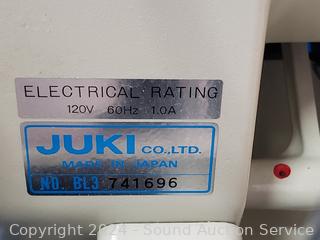 ELECTRICAL RATING
120V 60Hz 1.0A
JUKI CO.,LTD.
MADE IN JAPAN
NO. BL3 741696
Copyright 2024 - Sound Auction Service